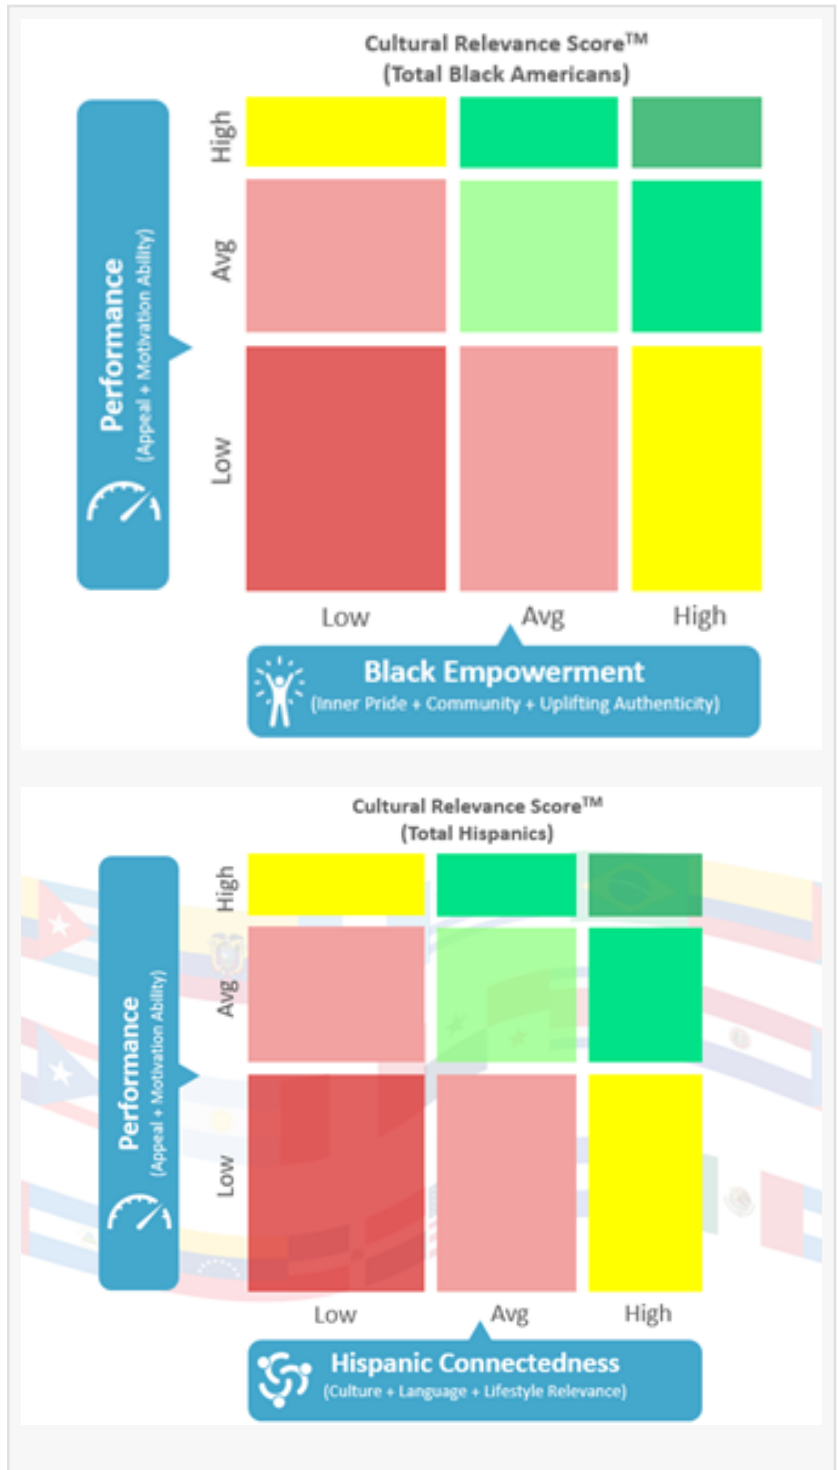 Cultural Relevance Score™
(Total Black Americans)
Performance
(Appeal + Motivation Ability)
High
Avg
Low
Low Avg High
Black Empowerment
(Inner Pride + Community + Uplifting Authenticity)
Cultural Relevance Score™
(Total Hispanics)
Performance
(Appeal + Motivation Ability)
High
Avg
Low
Low Avg High
Hispanic Connectedness
(Culture + Language + Lifestyle Relevance)